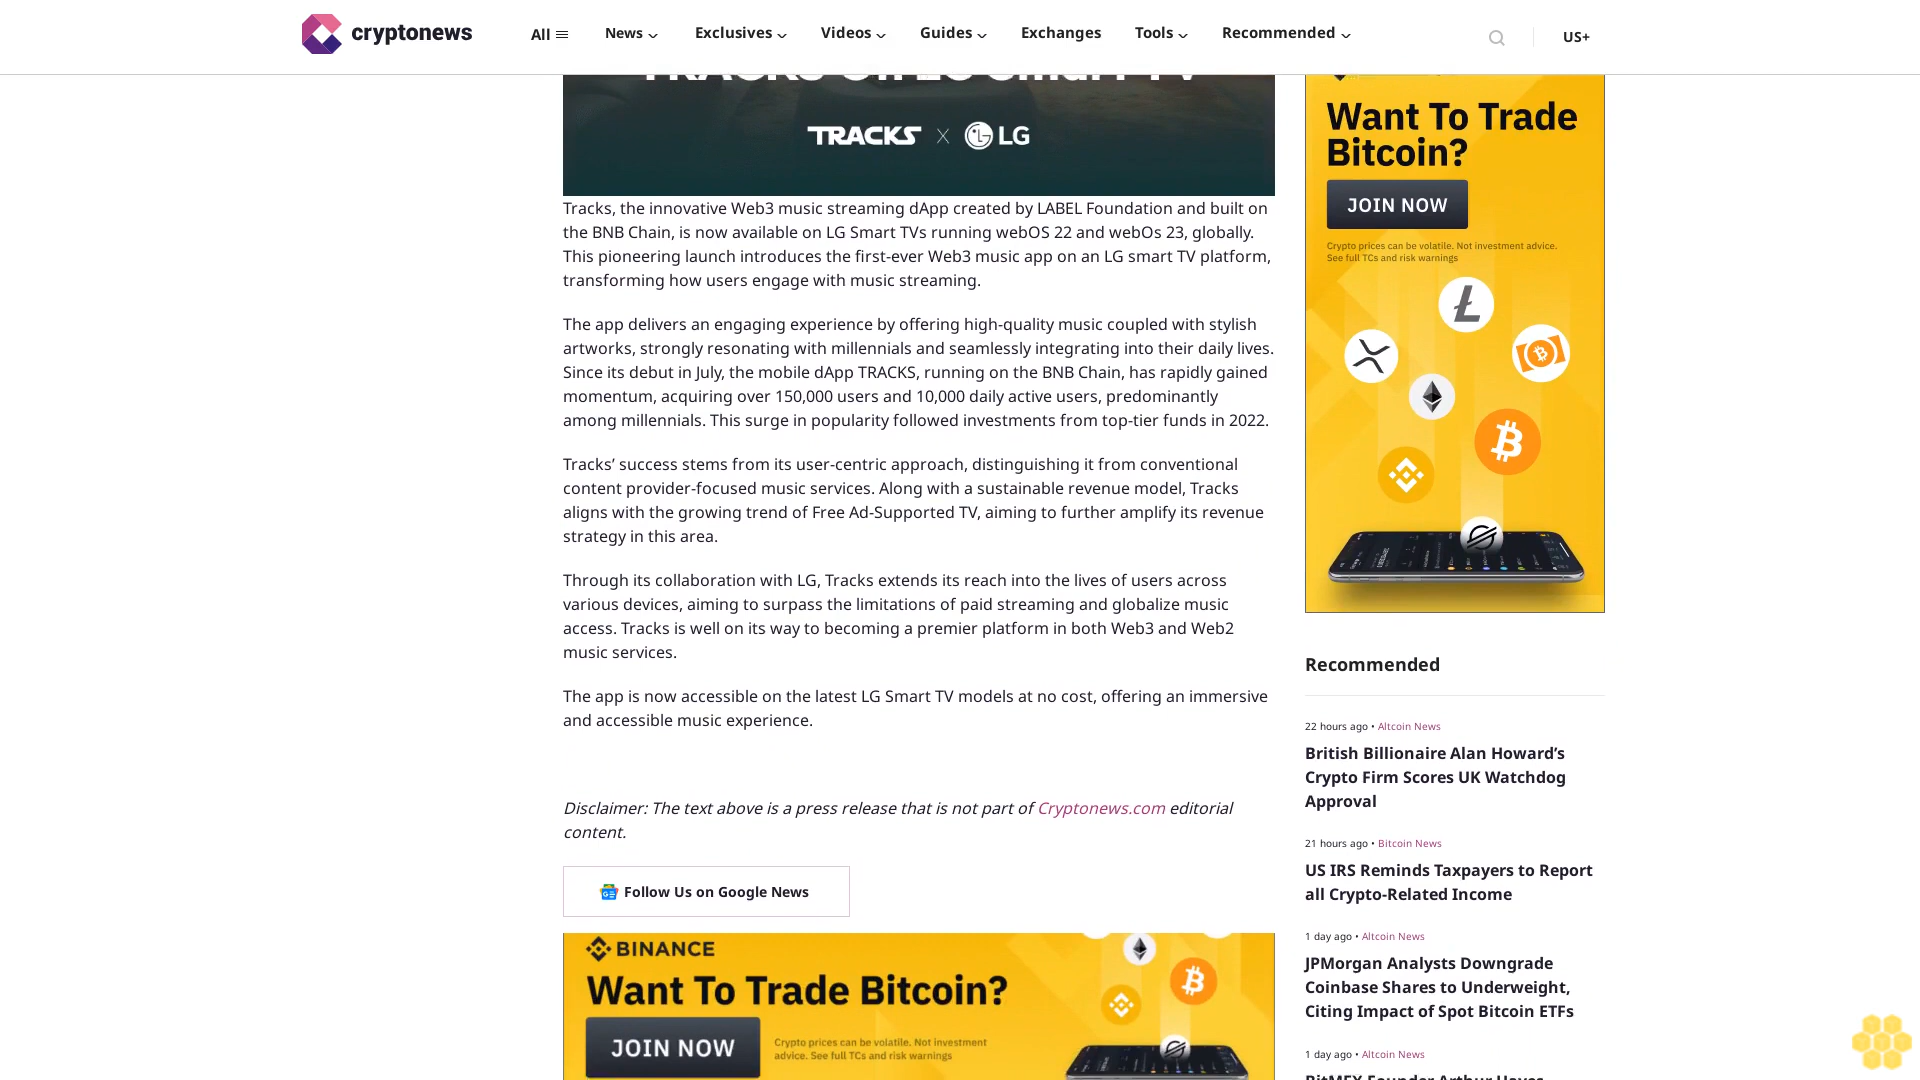 cryptonews
All
News
Exclusives
Videos
Guides
Exchanges
Tools
Recommended
US+
TRACKS On LG Smart TV
TRACKS X LG
Tracks, the innovative Web3 music streaming dApp created by LABEL Foundation and built on
the BNB Chain, is now available on LG Smart TVs running webOS 22 and webOs 23, globally.
This pioneering launch introduces the first-ever Web3 music app on an LG smart TV platform,
transforming how users engage with music streaming.
The app delivers an engaging experience by offering high-quality music coupled with stylish
artworks, strongly resonating with millennials and seamlessly integrating into their daily lives.
Since its debut in July, the mobile dApp TRACKS, running on the BNB Chain, has rapidly gained
momentum, acquiring over 150,000 users and 10,000 daily active users, predominantly
among millennials. This surge in popularity followed investments from top-tier funds in 2022.
Tracks’ success stems from its user-centric approach, distinguishing it from conventional
content provider-focused music services. Along with a sustainable revenue model, Tracks
aligns with the growing trend of Free Ad-Supported TV, aiming to further amplify its revenue
strategy in this area.
Through its collaboration with LG, Tracks extends its reach into the lives of users across
various devices, aiming to surpass the limitations of paid streaming and globalize music
access. Tracks is well on its way to becoming a premier platform in both Web3 and Web2
music services.
The app is now accessible on the latest LG Smart TV models at no cost, offering an immersive
and accessible music experience.
Disclaimer: The text above is a press release that is not part of Cryptonews.com editorial
content.
Follow Us on Google News
BINANCE
Want To Trade Bitcoin?
JOIN NOW
Crypto prices can be volatile. Not investment
advice. See full TCs and risk warnings
Want To Trade
Bitcoin?
JOIN NOW
Crypto prices can be volatile. Not investment advice.
See full TCs and risk warnings
Recommended
22 hours ago • Altcoin News
British Billionaire Alan Howard’s
Crypto Firm Scores UK Watchdog
Approval
21 hours ago • Bitcoin News
US IRS Reminds Taxpayers to Report
all Crypto-Related Income
1 day ago • Altcoin News
JPMorgan Analysts Downgrade
Coinbase Shares to Underweight,
Citing Impact of Spot Bitcoin ETFs
1 day ago • Altcoin News
BitMEX Founder Arthur Hayes